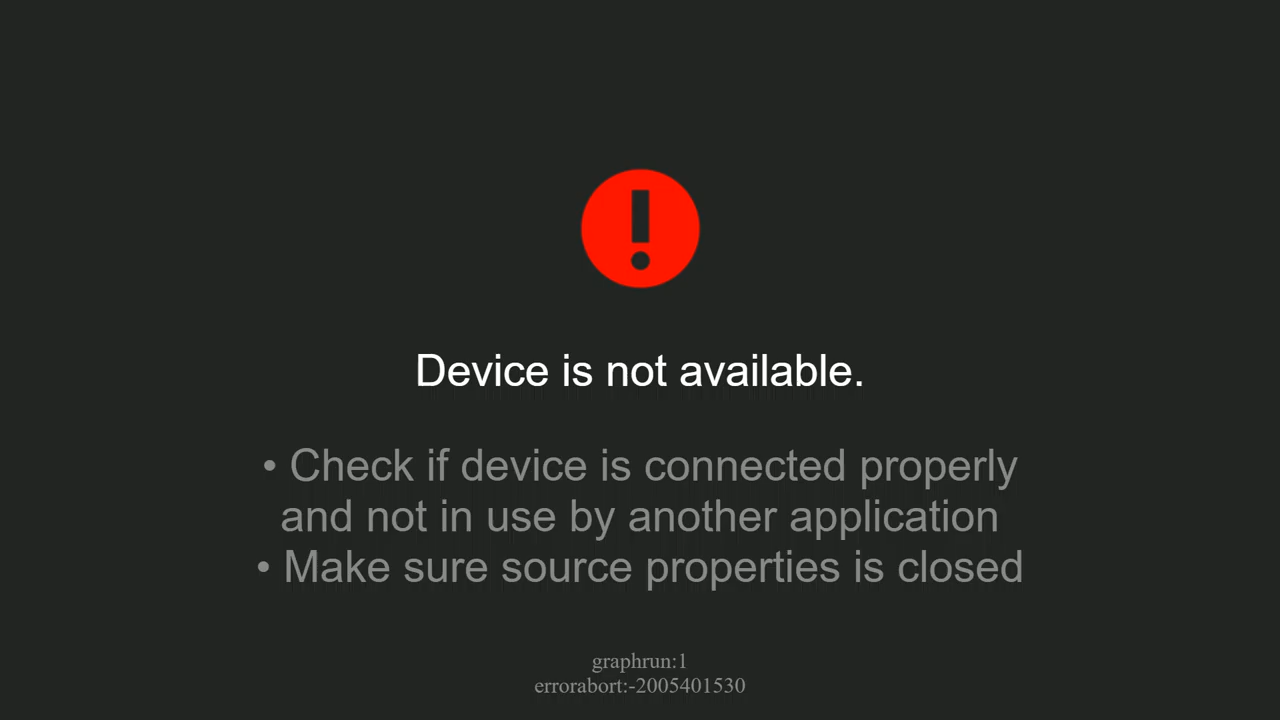 Device is not available.
• Check if device is connected properly
and not in use by another application
• Make sure source properties is closed
graphrun:1
errorabort:-2005401530